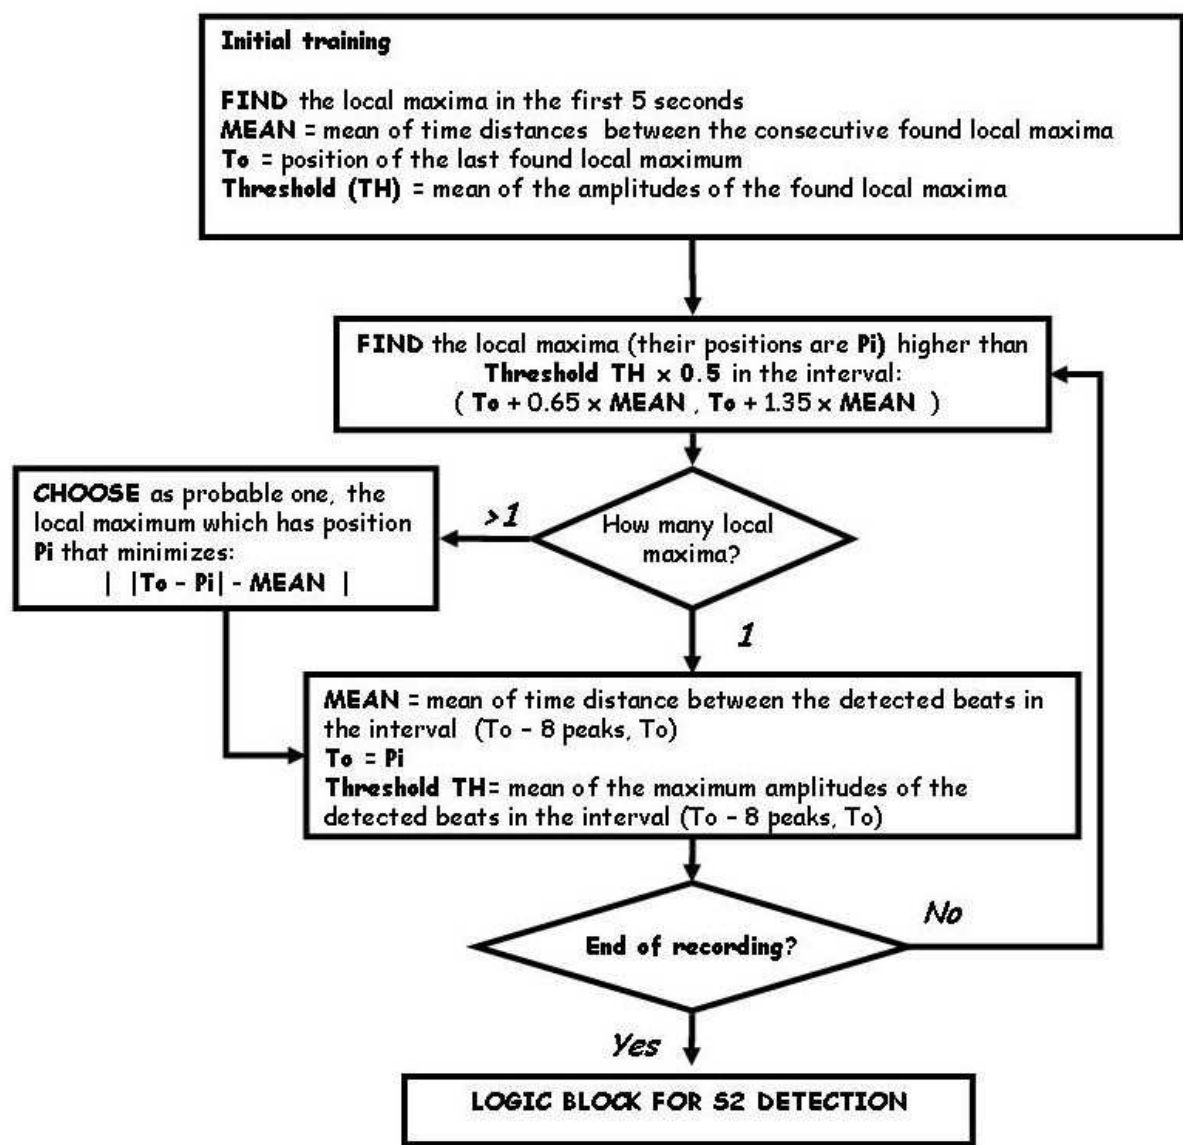 Initial training
FIND the local maxima in the first 5 seconds
MEAN = mean of time distances between the consecutive found local maxima
To = position of the last found local maximum
Threshold (TH) = mean of the amplitudes of the found local maxima
FIND the local maxima (their positions are Pi) higher than
Threshold TH x 0.5 in the interval:
( To + 0.65 x MEAN , To + 1.35 x MEAN )
CHOOSE as probable one, the
local maximum which has position
Pi that minimizes:
| |To - Pi| - MEAN |
>1
How many local
maxima?
1
MEAN = mean of time distance between the detected beats in
the interval (To - 8 peaks, To)
To = Pi
Threshold TH= mean of the maximum amplitudes of the
detected beats in the interval (To - 8 peaks, To)
End of recording?
No
Yes
LOGIC BLOCK FOR S2 DETECTION